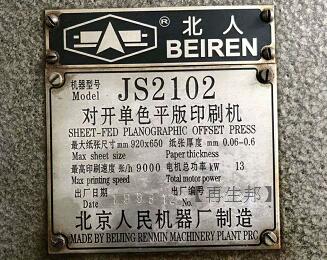 ® 北人
BEIREN
机器型号
Model JS2102
对开单色平版印刷机
SHEET-FED PLANOGRAPHIC OFFSET PRESS
最大纸张尺寸 mm 920x650 纸张厚度 mm 0.06-0.6
Max sheet size Paper thickness
最高印刷速度 张/h 9000 电机总功率 kW 13
Max printing speed Total motor power
出厂日期 出厂编号
Date No.
【再生邦】
北京人民机器厂制造
MADE BY BEIJING RENMIN MACHINERY PLANT PRC